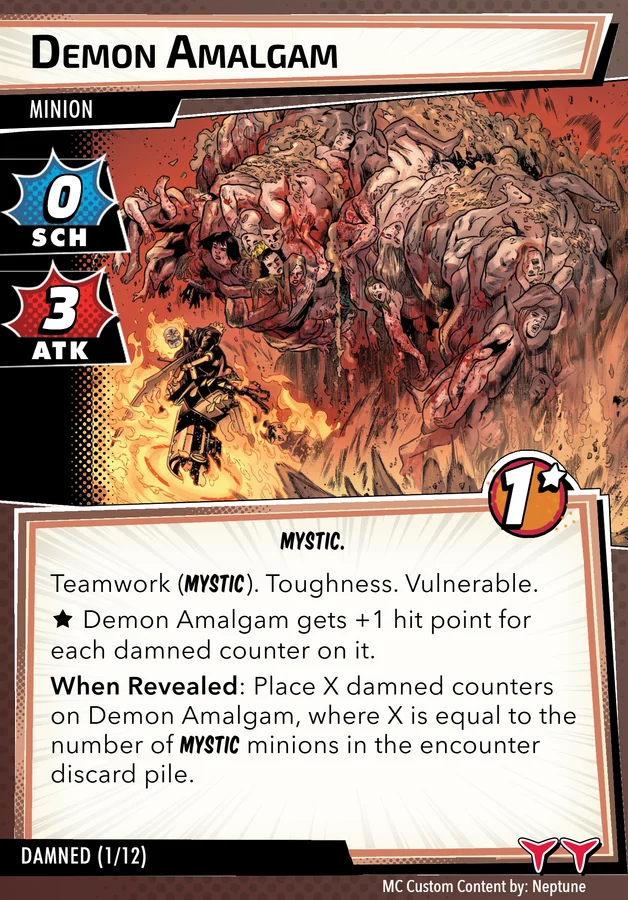 Demon Amalgam
MINION
0
SCH
3
ATK
1★
MYSTIC.
Teamwork (MYSTIC). Toughness. Vulnerable.
★ Demon Amalgam gets +1 hit point for
each damned counter on it.
When Revealed: Place X damned counters
on Demon Amalgam, where X is equal to the
number of MYSTIC minions in the encounter
discard pile.
DAMNED (1/12)
MC Custom Content by: Neptune